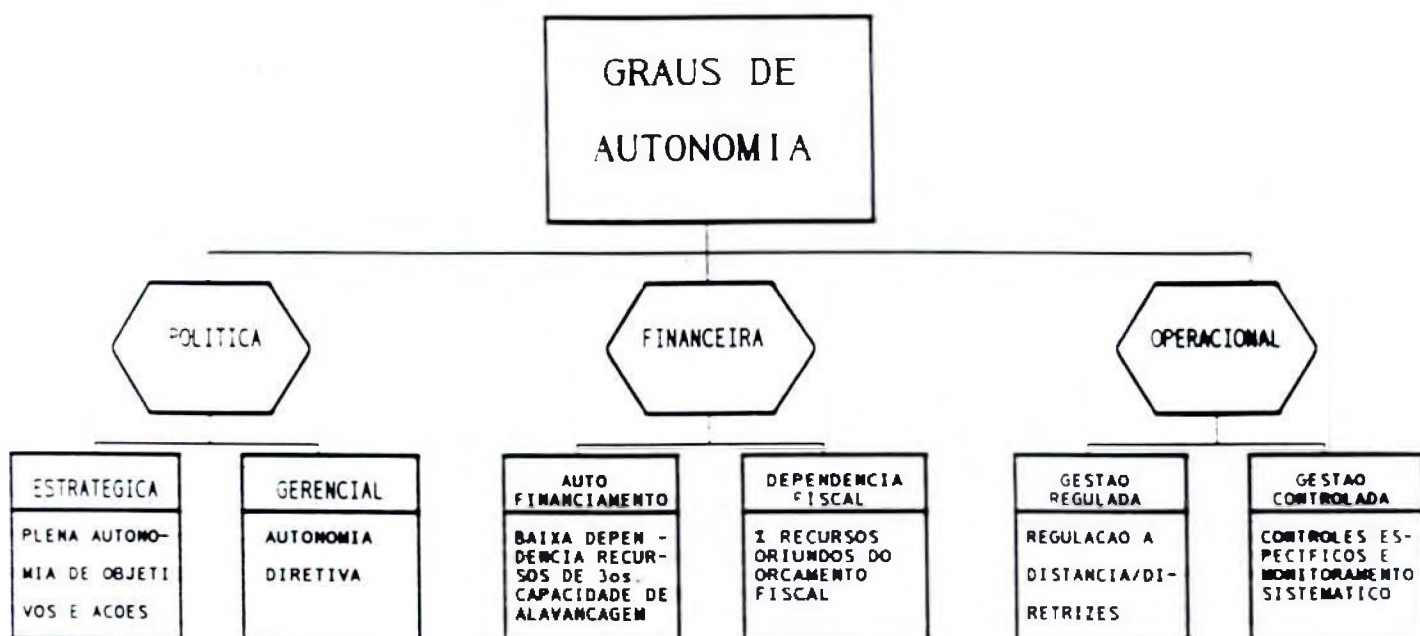 GRAUS DE
AUTONOMIA
POLITICA
FINANCEIRA
OPERACIONAL
ESTRATEGICA
PLENA AUTONO-
MIA DE OBJETI
VOS E ACOES
GERENCIAL
AUTONOMIA
DIRETIVA
AUTO
FINANCIAMENTO
BAIXA DEPEN -
DENCIA RECUR-
SOS DE 3os.
CAPACIDADE DE
ALAVANCAGEM
DEPENDENCIA
FISCAL
% RECURSOS
ORIUNDOS DO
ORCAMENTO
FISCAL
GESTAO
REGULADA
REGULACAO A
DISTANCIA/DI-
RETRIZES
GESTAO
CONTROLADA
CONTROLES ES-
PECIFICOS E
MONITORAMENTO
SISTEMATICO